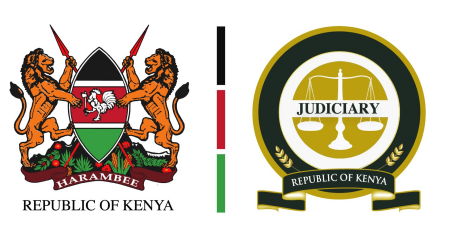 HARAMBEE
REPUBLIC OF KENYA
JUDICIARY
REPUBLIC OF KENYA